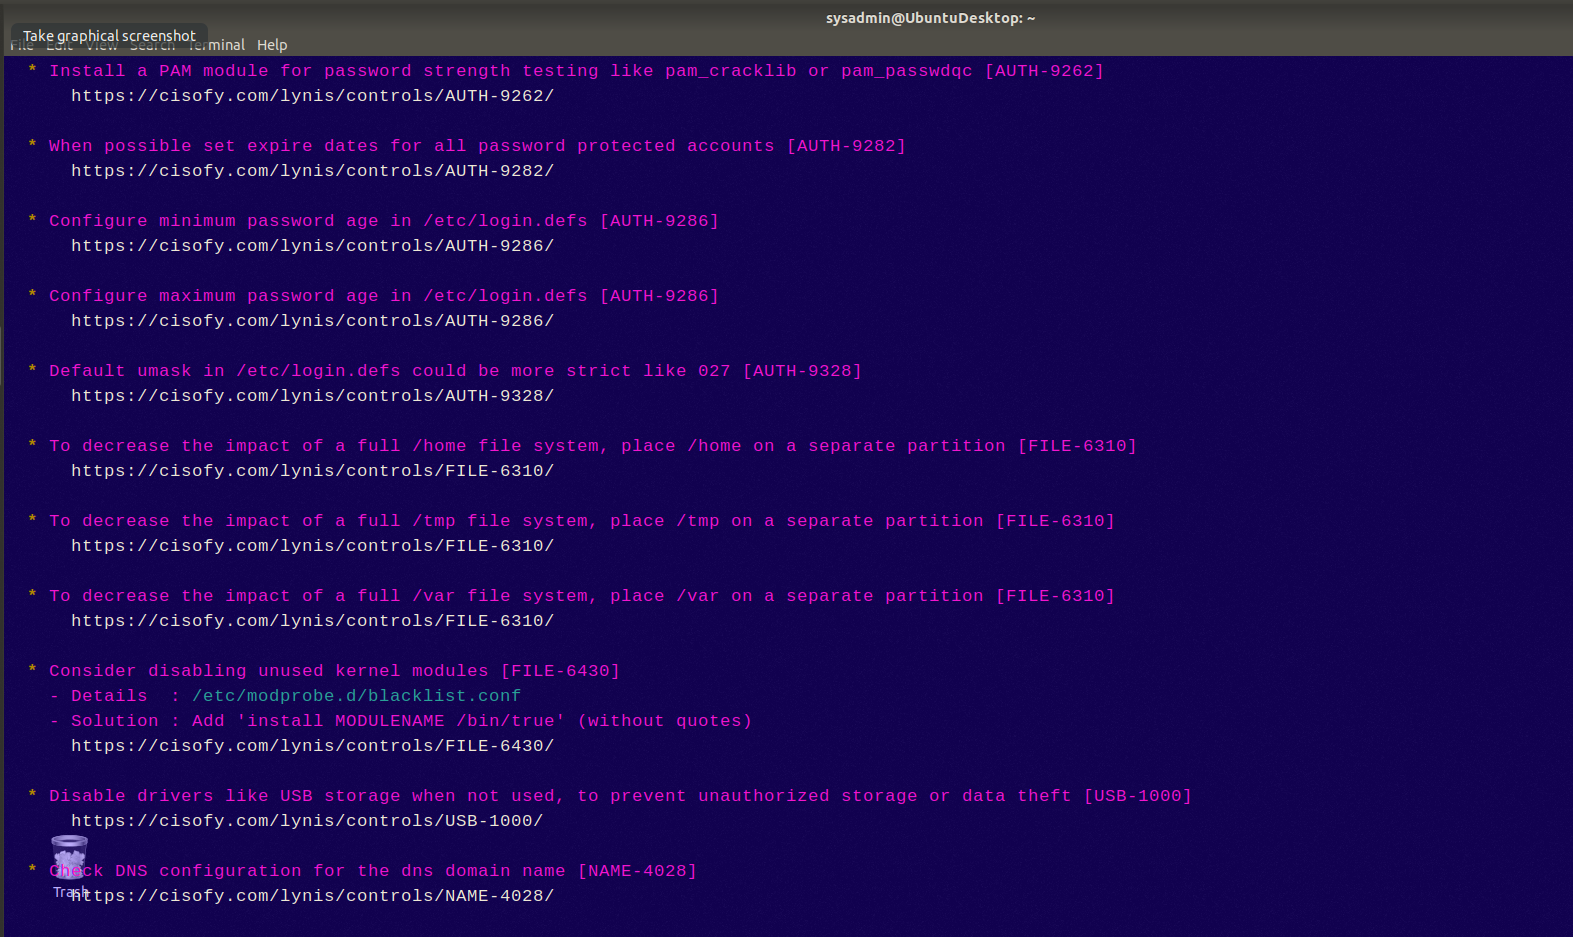 sysadmin@UbuntuDesktop: ~
Take graphical screenshot
File Edit View Search Terminal Help
* Install a PAM module for password strength testing like pam_cracklib or pam_passwdqc [AUTH-9262]
https://cisofy.com/lynis/controls/AUTH-9262/
* When possible set expire dates for all password protected accounts [AUTH-9282]
https://cisofy.com/lynis/controls/AUTH-9282/
* Configure minimum password age in /etc/login.defs [AUTH-9286]
https://cisofy.com/lynis/controls/AUTH-9286/
* Configure maximum password age in /etc/login.defs [AUTH-9286]
https://cisofy.com/lynis/controls/AUTH-9286/
* Default umask in /etc/login.defs could be more strict like 027 [AUTH-9328]
https://cisofy.com/lynis/controls/AUTH-9328/
* To decrease the impact of a full /home file system, place /home on a separate partition [FILE-6310]
https://cisofy.com/lynis/controls/FILE-6310/
* To decrease the impact of a full /tmp file system, place /tmp on a separate partition [FILE-6310]
https://cisofy.com/lynis/controls/FILE-6310/
* To decrease the impact of a full /var file system, place /var on a separate partition [FILE-6310]
https://cisofy.com/lynis/controls/FILE-6310/
* Consider disabling unused kernel modules [FILE-6430]
- Details  : /etc/modprobe.d/blacklist.conf
- Solution : Add 'install MODULENAME /bin/true' (without quotes)
https://cisofy.com/lynis/controls/FILE-6430/
* Disable drivers like USB storage when not used, to prevent unauthorized storage or data theft [USB-1000]
https://cisofy.com/lynis/controls/USB-1000/
* Check DNS configuration for the dns domain name [NAME-4028]
Trash
https://cisofy.com/lynis/controls/NAME-4028/